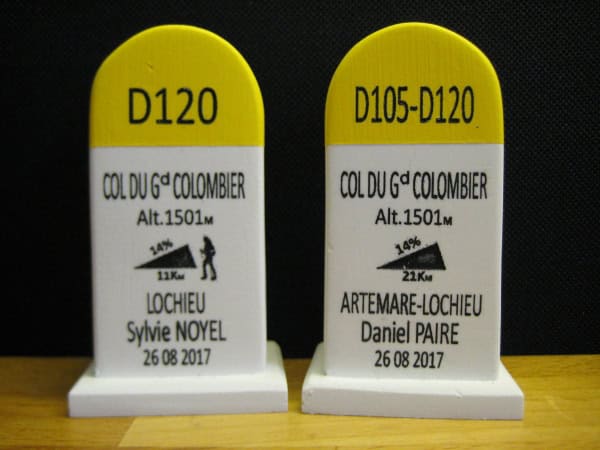 D120
COL DU Gd COLOMBIER
Alt.1501M
14%
11KM
LOCHIEU
Sylvie NOYEL
26 08 2017
D105-D120
COL DU Gd COLOMBIER
Alt.1501M
14%
21KM
ARTEMARE-LOCHIEU
Daniel PAIRE
26 08 2017